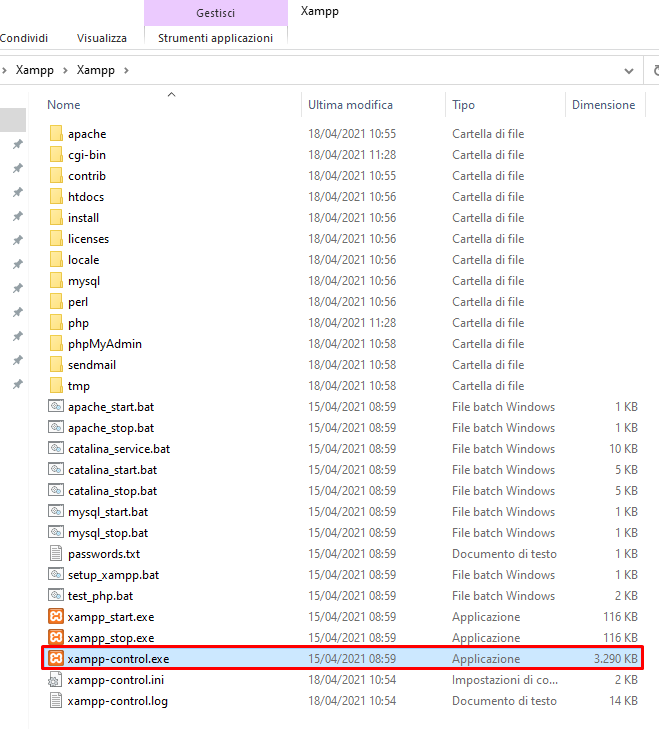 Gestisci Xampp
Condividi Visualizza Strumenti applicazioni
Xampp Xampp
Nome Ultima modifica Tipo Dimensione
apache 18/04/2021 10:55 Cartella di file
cgi-bin 18/04/2021 11:28 Cartella di file
contrib 18/04/2021 10:55 Cartella di file
htdocs 18/04/2021 10:56 Cartella di file
install 18/04/2021 10:56 Cartella di file
licenses 18/04/2021 10:56 Cartella di file
locale 18/04/2021 10:56 Cartella di file
mysql 18/04/2021 10:56 Cartella di file
perl 18/04/2021 10:56 Cartella di file
php 18/04/2021 11:28 Cartella di file
phpMyAdmin 18/04/2021 10:58 Cartella di file
sendmail 18/04/2021 10:58 Cartella di file
tmp 18/04/2021 10:58 Cartella di file
apache_start.bat 15/04/2021 08:59 File batch Windows 1 KB
apache_stop.bat 15/04/2021 08:59 File batch Windows 1 KB
catalina_service.bat 15/04/2021 08:59 File batch Windows 10 KB
catalina_start.bat 15/04/2021 08:59 File batch Windows 5 KB
catalina_stop.bat 15/04/2021 08:59 File batch Windows 5 KB
mysql_start.bat 15/04/2021 08:59 File batch Windows 1 KB
mysql_stop.bat 15/04/2021 08:59 File batch Windows 1 KB
passwords.txt 15/04/2021 08:59 Documento di testo 1 KB
setup_xampp.bat 15/04/2021 08:59 File batch Windows 1 KB
test_php.bat 15/04/2021 08:59 File batch Windows 2 KB
xampp_start.exe 15/04/2021 08:59 Applicazione 116 KB
xampp_stop.exe 15/04/2021 08:59 Applicazione 116 KB
xampp-control.exe 15/04/2021 08:59 Applicazione 3.290 KB
xampp-control.ini 18/04/2021 10:54 Impostazioni di co... 2 KB
xampp-control.log 18/04/2021 10:54 Documento di testo 14 KB